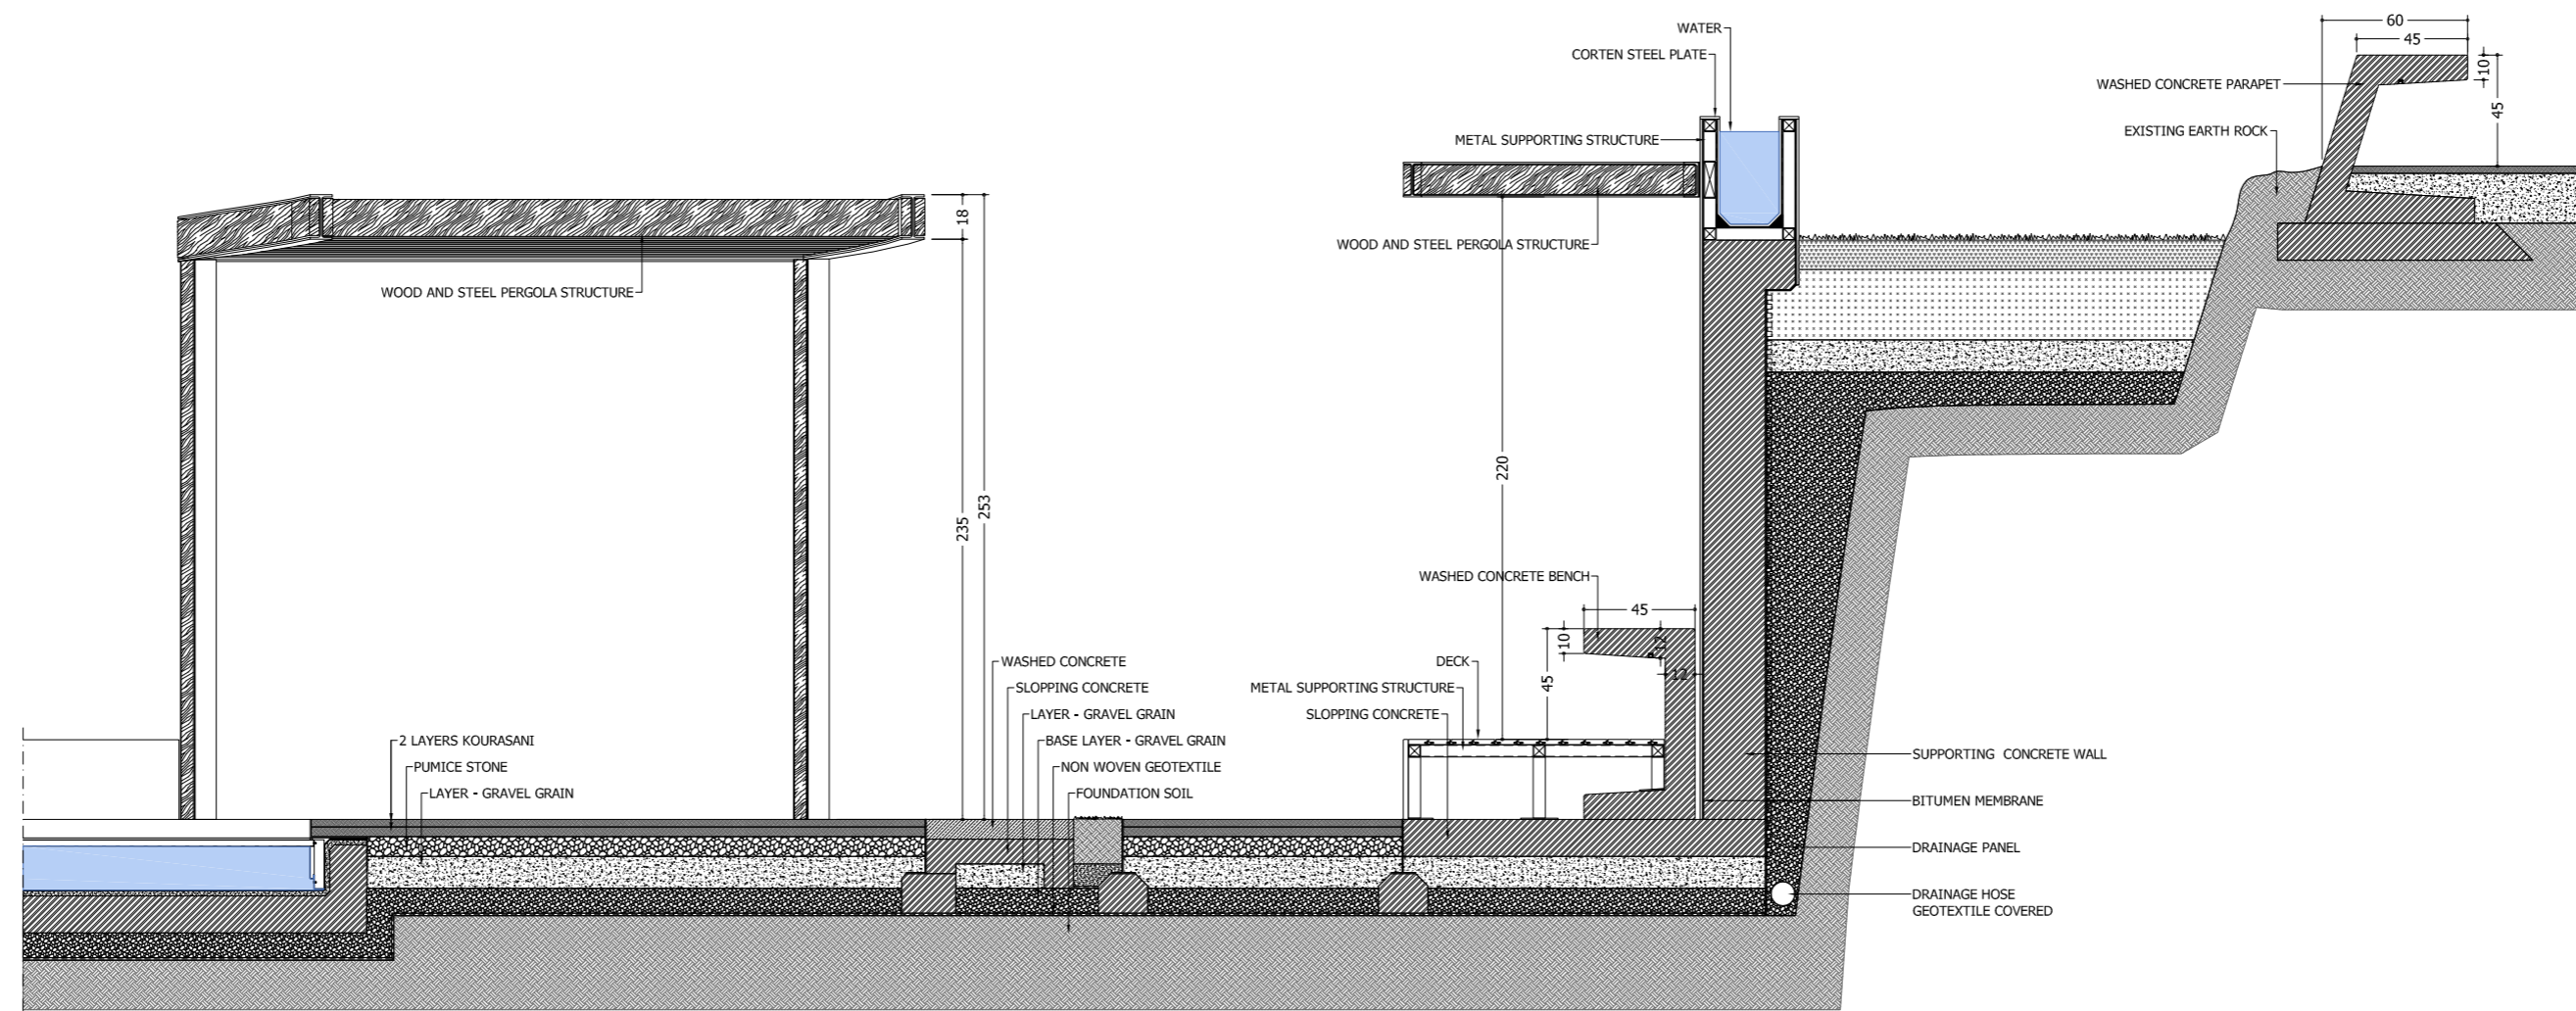 60
45
WATER
CORTEN STEEL PLATE
10
WASHED CONCRETE PARAPET
45
EXISTING EARTH ROCK
METAL SUPPORTING STRUCTURE
18
WOOD AND STEEL PERGOLA STRUCTURE
WOOD AND STEEL PERGOLA STRUCTURE
220
253
235
WASHED CONCRETE BENCH
45
10
12
WASHED CONCRETE
DECK
12
45
SLOPPING CONCRETE
METAL SUPPORTING STRUCTURE
LAYER - GRAVEL GRAIN
SLOPPING CONCRETE
2 LAYERS KOURASANI
BASE LAYER - GRAVEL GRAIN
SUPPORTING CONCRETE WALL
PUMICE STONE
NON WOVEN GEOTEXTILE
LAYER - GRAVEL GRAIN
FOUNDATION SOIL
BITUMEN MEMBRANE
DRAINAGE PANEL
DRAINAGE HOSE
GEOTEXTILE COVERED